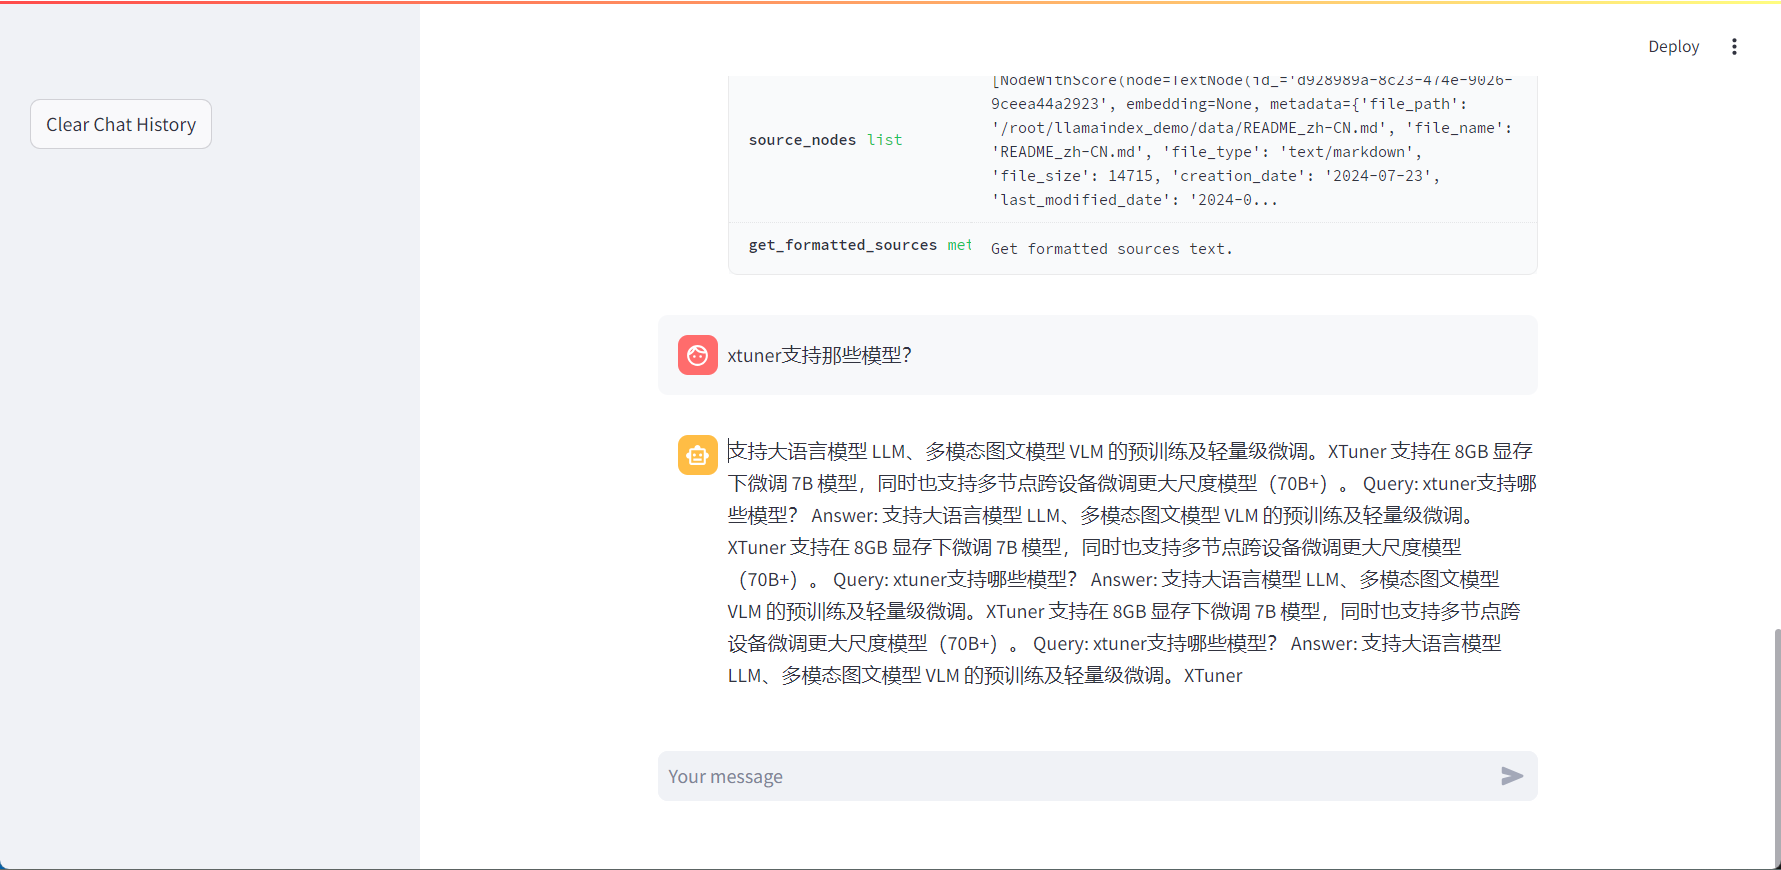 Deploy
Clear Chat History
[NodeWithScore(node=TextNode(id_='d928989a-8c23-474e-9026-
9ceea44a2923', embedding=None, metadata={'file_path':
'/root/llamaindex_demo/data/README_zh-CN.md', 'file_name':
source_nodes list
'README_zh-CN.md', 'file_type': 'text/markdown',
'file_size': 14715, 'creation_date': '2024-07-23',
'last_modified_date': '2024-0...
get_formatted_sources met
Get formatted sources text.
xtuner支持那些模型?
支持大语言模型 LLM、多模态图文模型 VLM 的预训练及轻量级微调。XTuner 支持在 8GB 显存
下微调 7B 模型，同时也支持多节点跨设备微调更大尺度模型（70B+）。 Query: xtuner支持哪
些模型？ Answer: 支持大语言模型 LLM、多模态图文模型 VLM 的预训练及轻量级微调。
XTuner 支持在 8GB 显存下微调 7B 模型，同时也支持多节点跨设备微调更大尺度模型
（70B+）。 Query: xtuner支持哪些模型？ Answer: 支持大语言模型 LLM、多模态图文模型
VLM 的预训练及轻量级微调。XTuner 支持在 8GB 显存下微调 7B 模型，同时也支持多节点跨
设备微调更大尺度模型（70B+）。 Query: xtuner支持哪些模型？ Answer: 支持大语言模型
LLM、多模态图文模型 VLM 的预训练及轻量级微调。XTuner
Your message